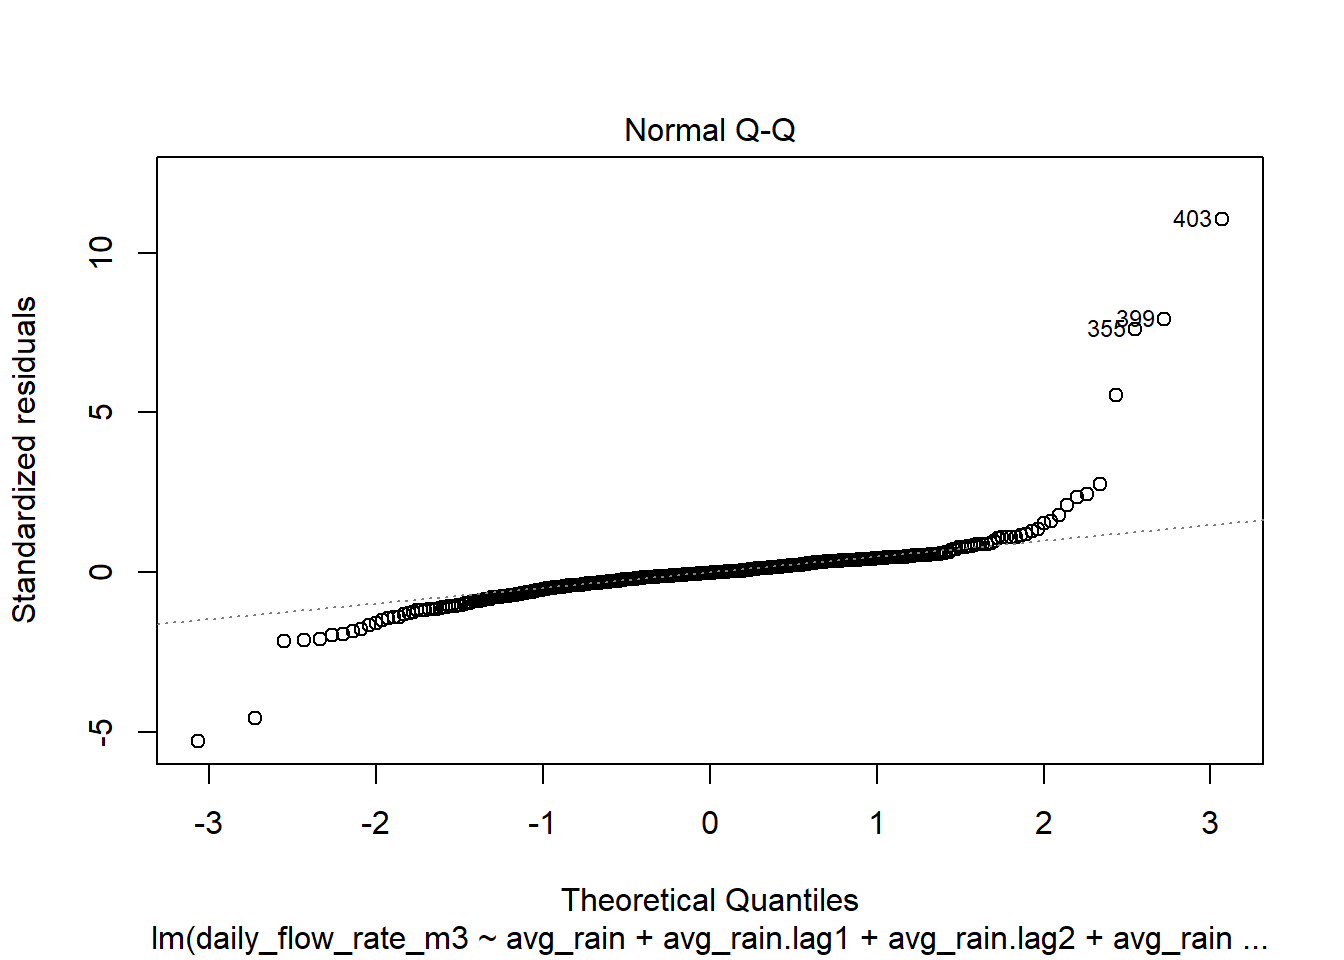 Normal Q-Q
Standardized residuals
10
5
0
-5
403
399
355
-3 -2 -1 0 1 2 3
Theoretical Quantiles
lm(daily_flow_rate_m3 ~ avg_rain + avg_rain.lag1 + avg_rain.lag2 + avg_rain ...